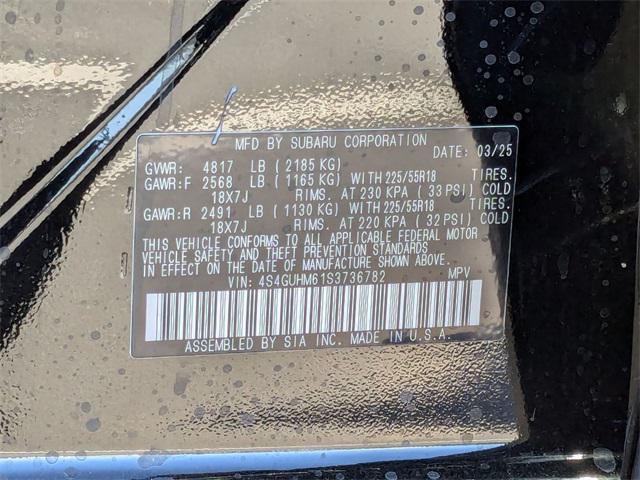 MFD BY SUBARU CORPORATION
DATE: 03/25
GVWR: 4817 LB (2185 KG)
GAWR:F 2568 LB (1165 KG) WITH 225/55R18 TIRES.
18X7J RIMS. AT 230 KPA (33 PSI) COLD
GAWR:R 2491 LB (1130 KG) WITH 225/55R18 TIRES.
18X7J RIMS. AT 220 KPA (32 PSI) COLD
THIS VEHICLE CONFORMS TO ALL APPLICABLE FEDERAL MOTOR
VEHICLE SAFETY AND THEFT PREVENTION STANDARDS
IN EFFECT ON THE DATE OF MANUFACTURE SHOWN ABOVE.
VIN: 4S4GUHM61S3736782 MPV
ASSEMBLED BY SIA INC. MADE IN U.S.A.